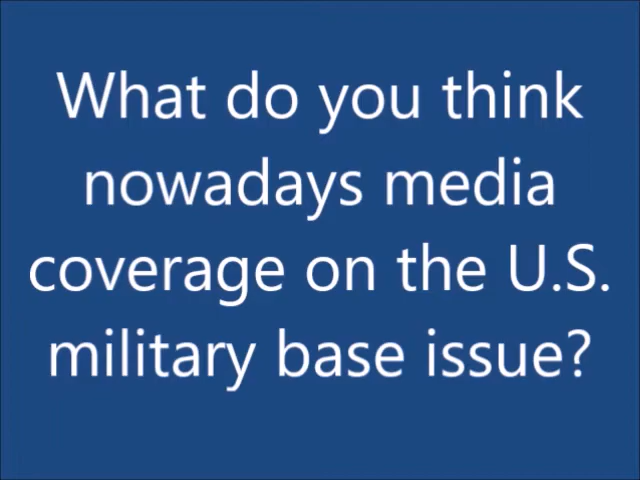 What do you think
nowadays media
coverage on the U.S.
military base issue?